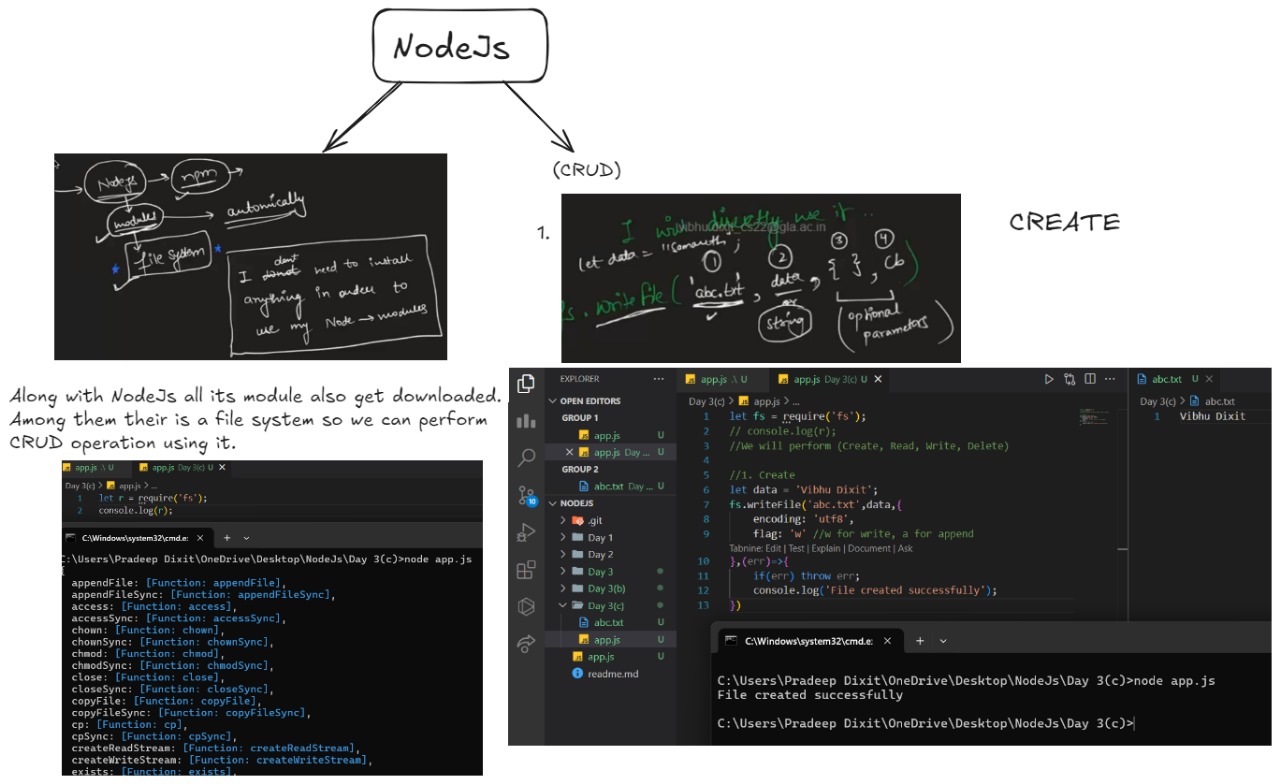 NodeJs
Nodejs
npm
modules
automically
file system
I dont need to install
anything in order to
use my Node → modules
(CRUD)
1.
I will directly use it ..
let data = "
1 2 3 4
fs.writeFile('abc.txt', data, { }, cb)
or
string
(optional
parameters)
CREATE
Along with NodeJs all its module also get downloaded.
Among them their is a file system so we can perform
CRUD operation using it.
app.js .\ U
app.js Day 3(c) U
Day 3(c) > app.js > ...
1 let r = require('fs');
2 console.log(r);
C:\Windows\system32\cmd.e:
C:\Users\Pradeep Dixit\OneDrive\Desktop\NodeJs\Day 3(c)>node app.js
{
appendFile: [Function: appendFile],
appendFileSync: [Function: appendFileSync],
access: [Function: access],
accessSync: [Function: accessSync],
chown: [Function: chown],
chownSync: [Function: chownSync],
chmod: [Function: chmod],
chmodSync: [Function: chmodSync],
close: [Function: close],
closeSync: [Function: closeSync],
copyFile: [Function: copyFile],
copyFileSync: [Function: copyFileSync],
cp: [Function: cp],
cpSync: [Function: cpSync],
createReadStream: [Function: createReadStream],
createWriteStream: [Function: createWriteStream],
exists: [Function: exists],
EXPLORER ...
OPEN EDITORS
GROUP 1
app.js U
app.js Day ... U
GROUP 2
abc.txt Day ... U
NODEJS
.git
Day 1
Day 2
Day 3
Day 3(b)
Day 3(c)
abc.txt U
app.js U
app.js U
readme.md
10
app.js .\ U
app.js Day 3(c) U
Day 3(c) > app.js > ...
1 let fs = require('fs');
2 // console.log(r);
3 //We will perform (Create, Read, Write, Delete)
4
5 //1. Create
6 let data = 'Vibhu Dixit';
7 fs.writeFile('abc.txt',data,{
8 encoding: 'utf8',
9 flag: 'w' //w for write, a for append
Tabnine: Edit | Test | Explain | Document | Ask
10 },(err)=>{
11 if(err) throw err;
12 console.log('File created successfully');
13 })
abc.txt U
Day 3(c) > abc.txt
1 Vibhu Dixit
C:\Windows\system32\cmd.e:
C:\Users\Pradeep Dixit\OneDrive\Desktop\NodeJs\Day 3(c)>node app.js
File created successfully
C:\Users\Pradeep Dixit\OneDrive\Desktop\NodeJs\Day 3(c)>